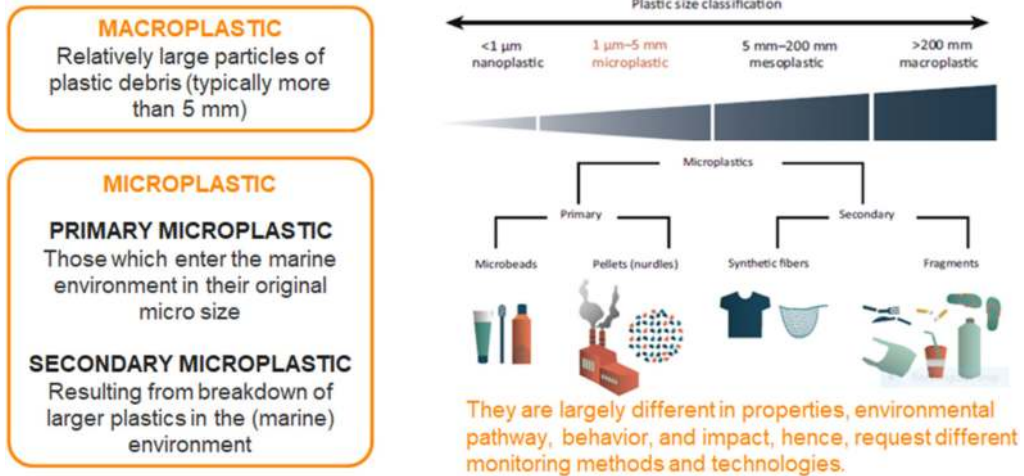 MACROPLASTIC
Relatively large particles of
plastic debris (typically more
than 5 mm)
MICROPLASTIC
PRIMARY MICROPLASTIC
Those which enter the marine
environment in their original
micro size
SECONDARY MICROPLASTIC
Resulting from breakdown of
larger plastics in the (marine)
environment
Plastic size classification
<1 μm 1 μm–5 mm 5 mm–200 mm >200 mm
nanoplastic microplastic mesoplastic macroplastic
Microplastics
Primary Secondary
Microbeads Pellets (nurdles) Synthetic fibers Fragments
They are largely different in properties, environmental
pathway, behavior, and impact, hence, request different
monitoring methods and technologies.